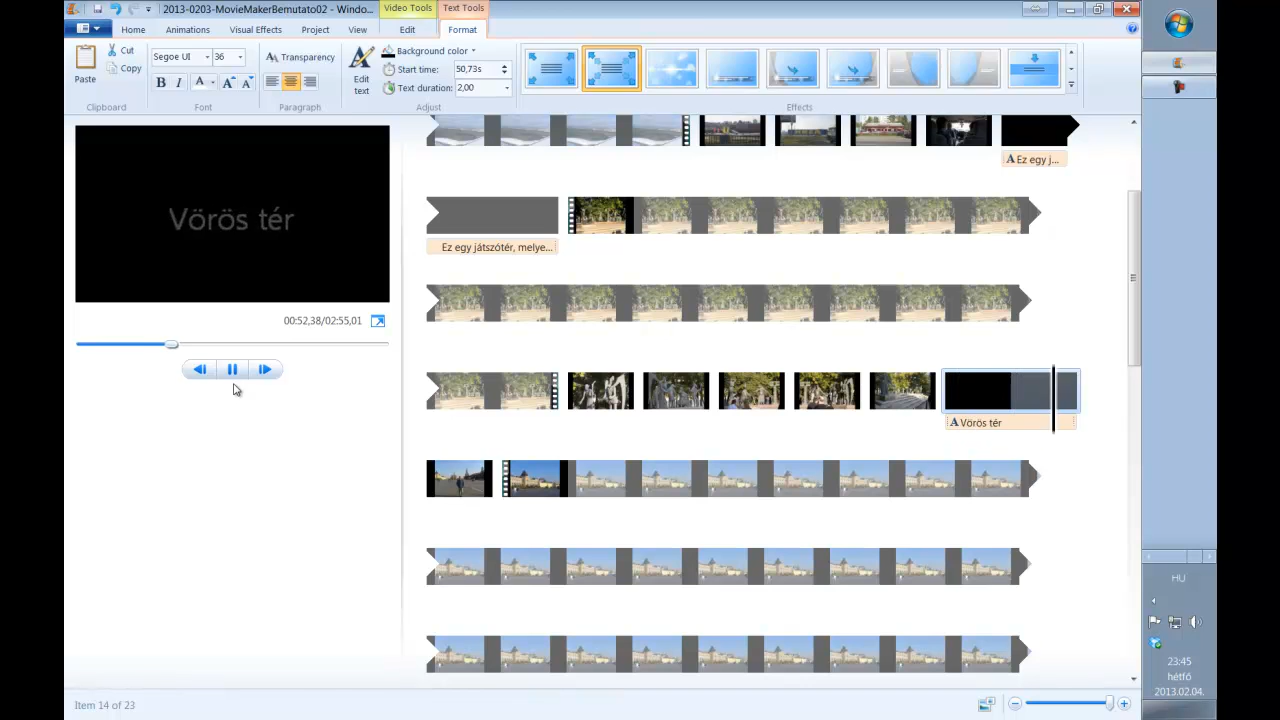 2013-0203-MovieMakerBemutato02 - Windo...
Video Tools
Text Tools
Home
Animations
Visual Effects
Project
View
Edit
Format
Paste
Cut
Copy
Clipboard
Segoe UI
36
B I A A A
Font
Transparency
Paragraph
Edit text
Background color
Start time: 50,73s
Text duration: 2,00
Adjust
Effects
Vörös tér
00:52,38/02:55,01
A Ez egy j...
Ez egy játszótér, melye...
A Vörös tér
Item 14 of 23
HU
23:45
hétfő
2013.02.04.